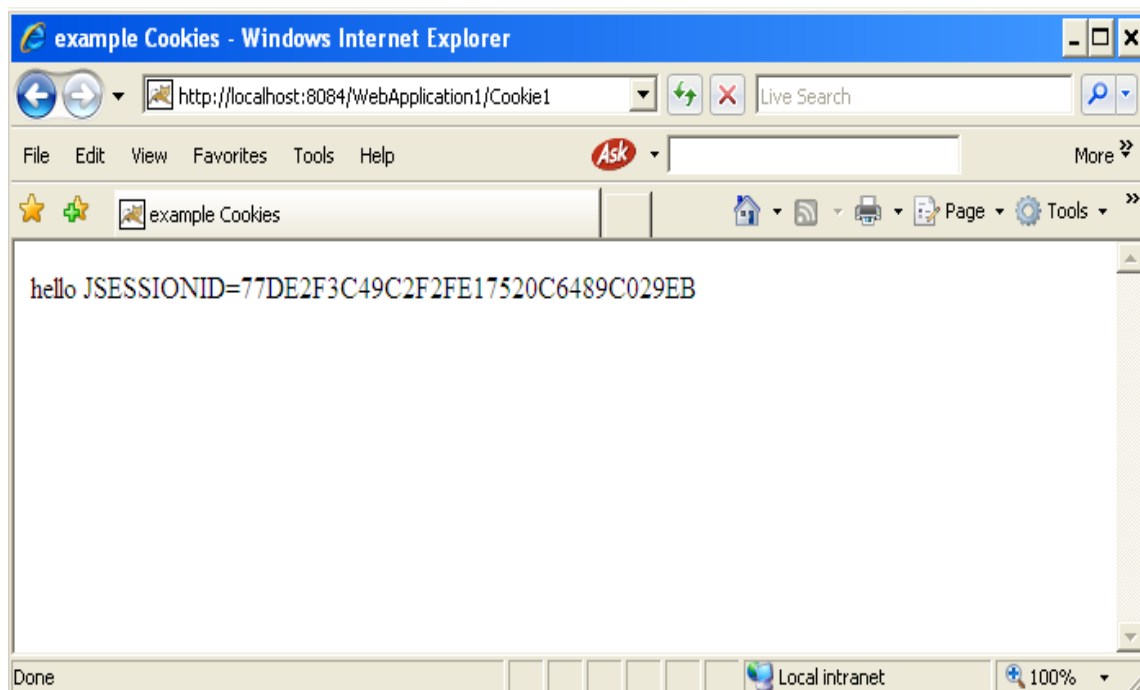 example Cookies - Windows Internet Explorer
http://localhost:8084/WebApplication1/Cookie1
Live Search
File Edit View Favorites Tools Help
Ask
More
example Cookies
Page
Tools
hello JSESSIONID=77DE2F3C49C2F2FE17520C6489C029EB
Done
Local intranet
100%